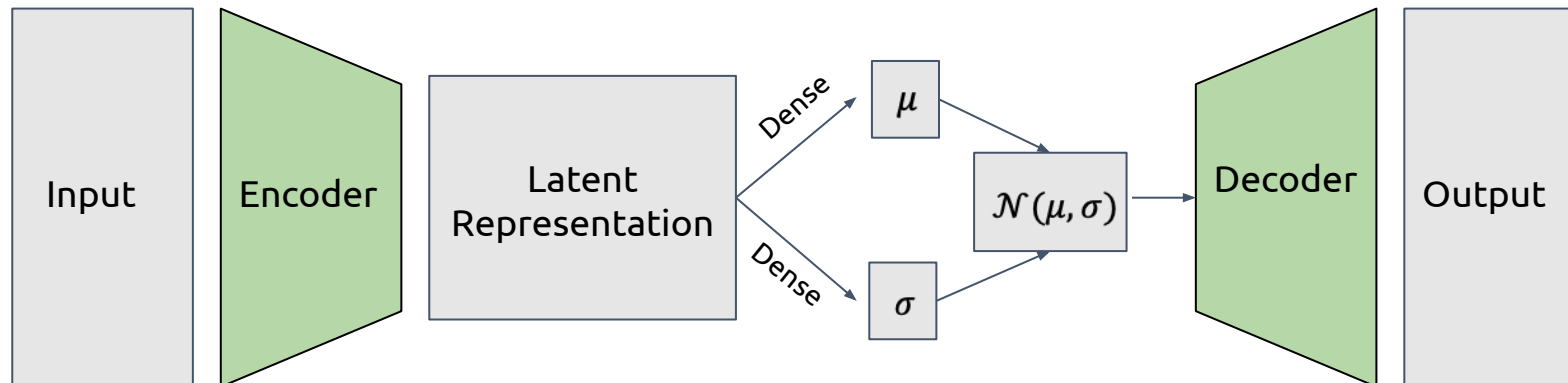 Input
Encoder
Latent
Representation
Dense
Dense
μ
σ
𝒩(μ, σ)
Decoder
Output